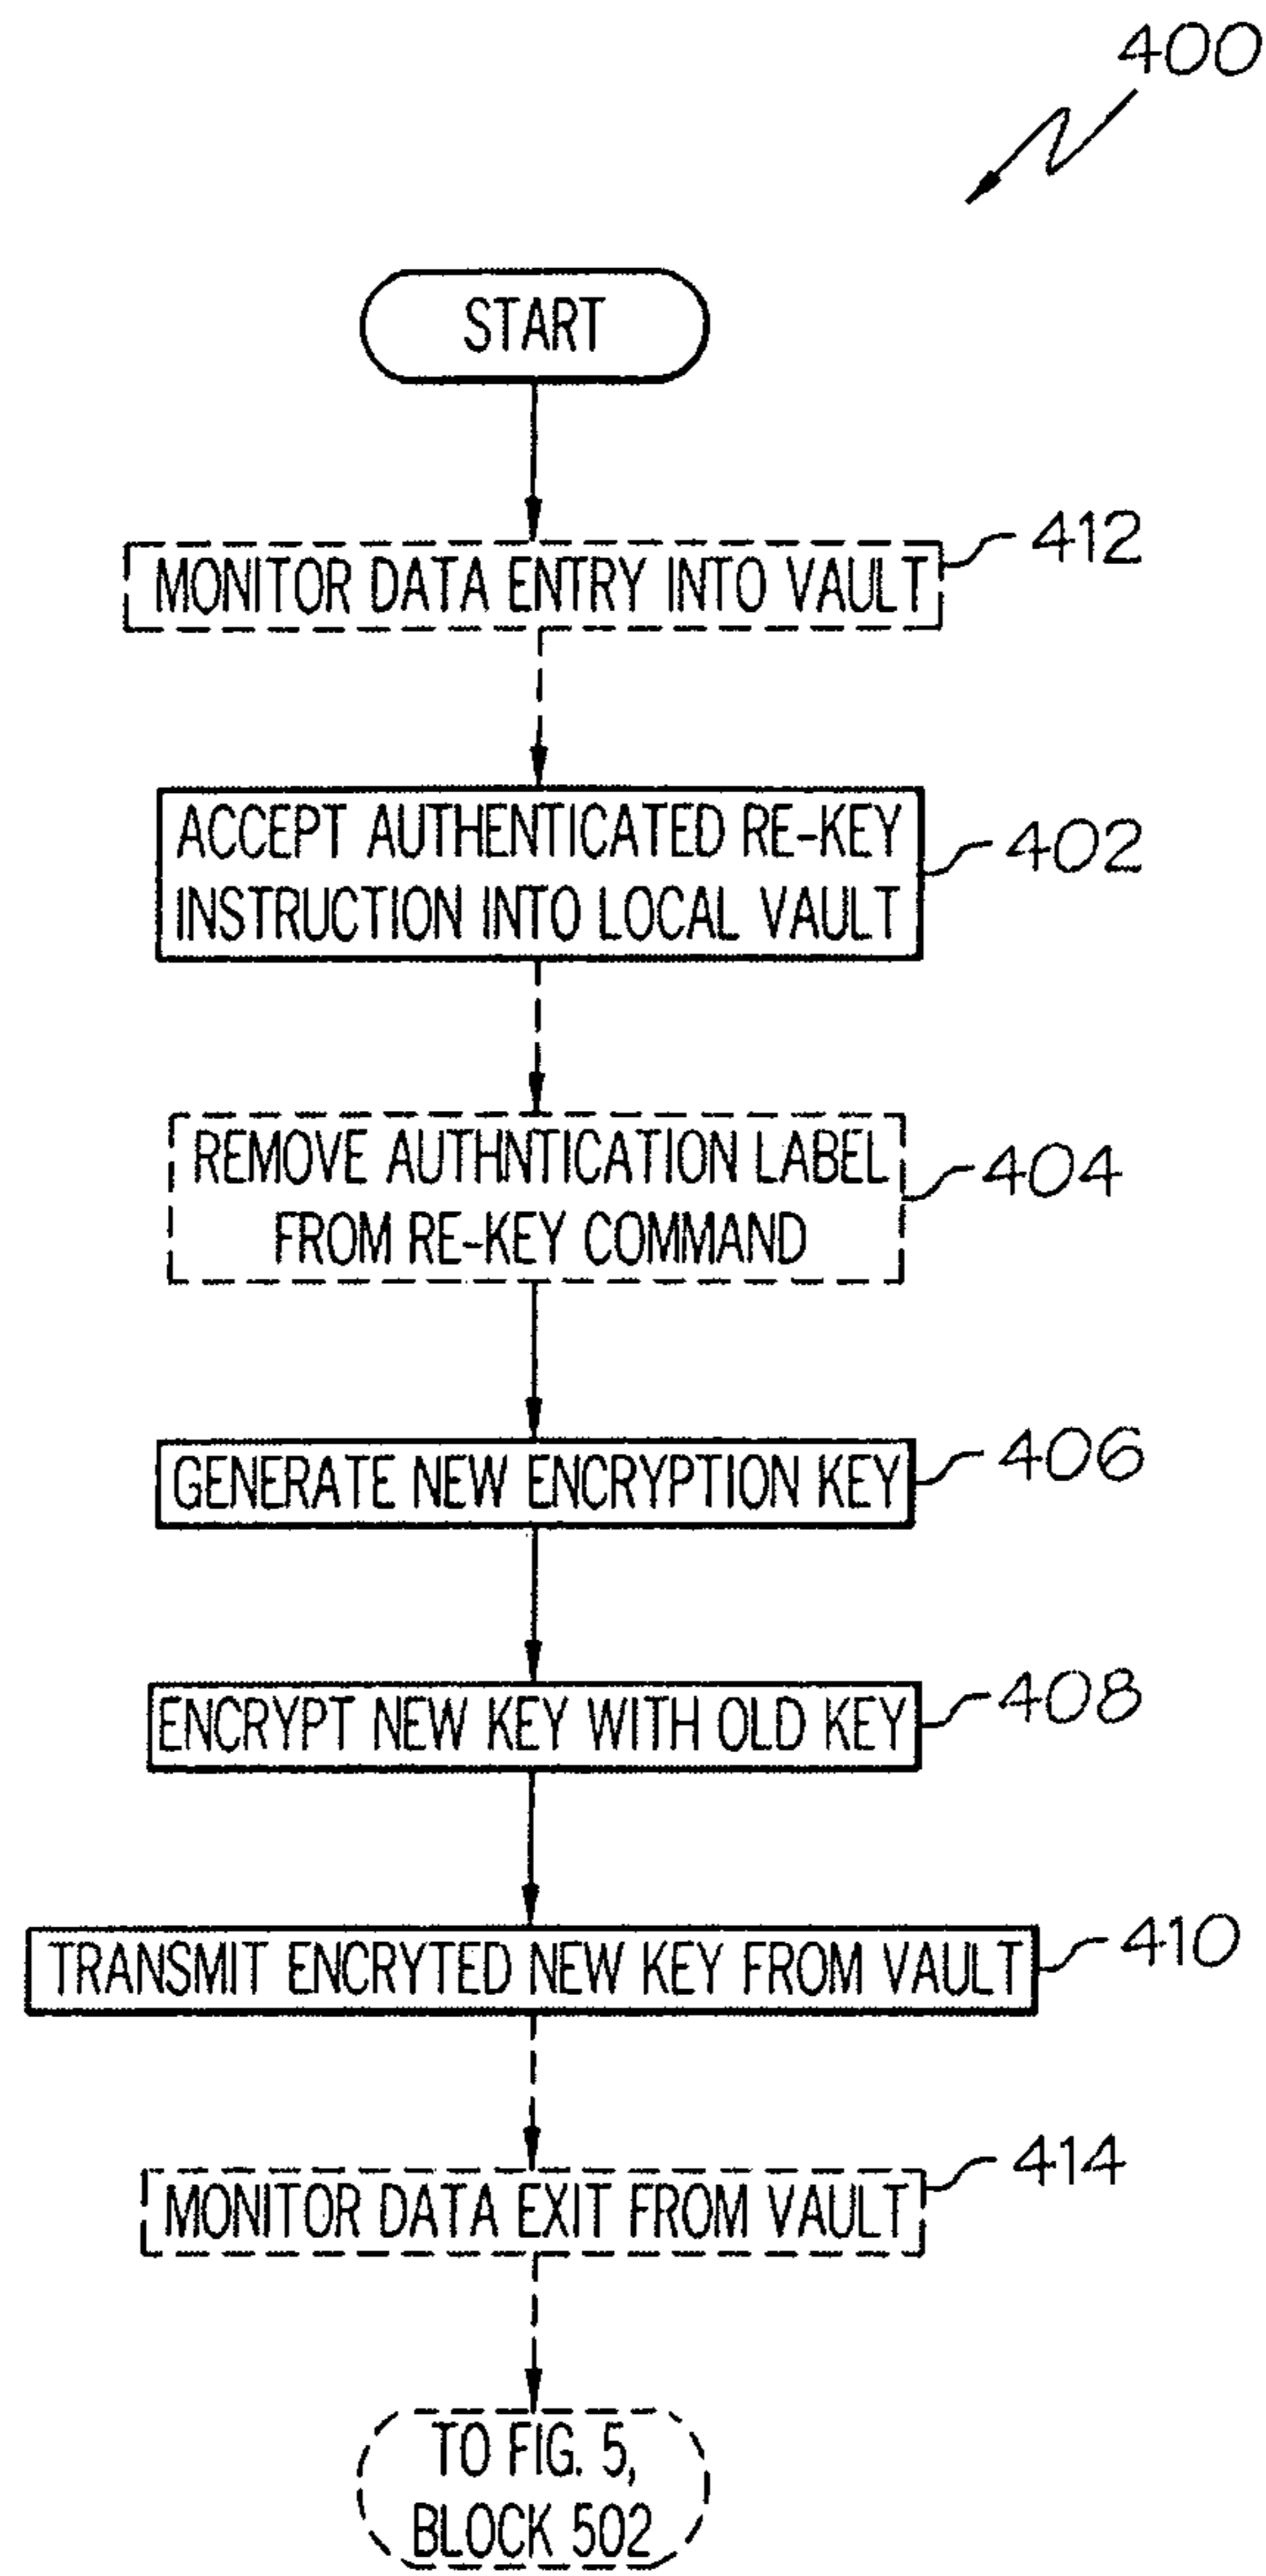 400
START
MONITOR DATA ENTRY INTO VAULT
412
ACCEPT AUTHENTICATED RE-KEY
INSTRUCTION INTO LOCAL VAULT
402
REMOVE AUTHNTICATION LABEL
FROM RE-KEY COMMAND
404
GENERATE NEW ENCRYPTION KEY
406
ENCRYPT NEW KEY WITH OLD KEY
408
TRANSMIT ENCRYTED NEW KEY FROM VAULT
410
MONITOR DATA EXIT FROM VAULT
414
TO FIG. 5,
BLOCK 502